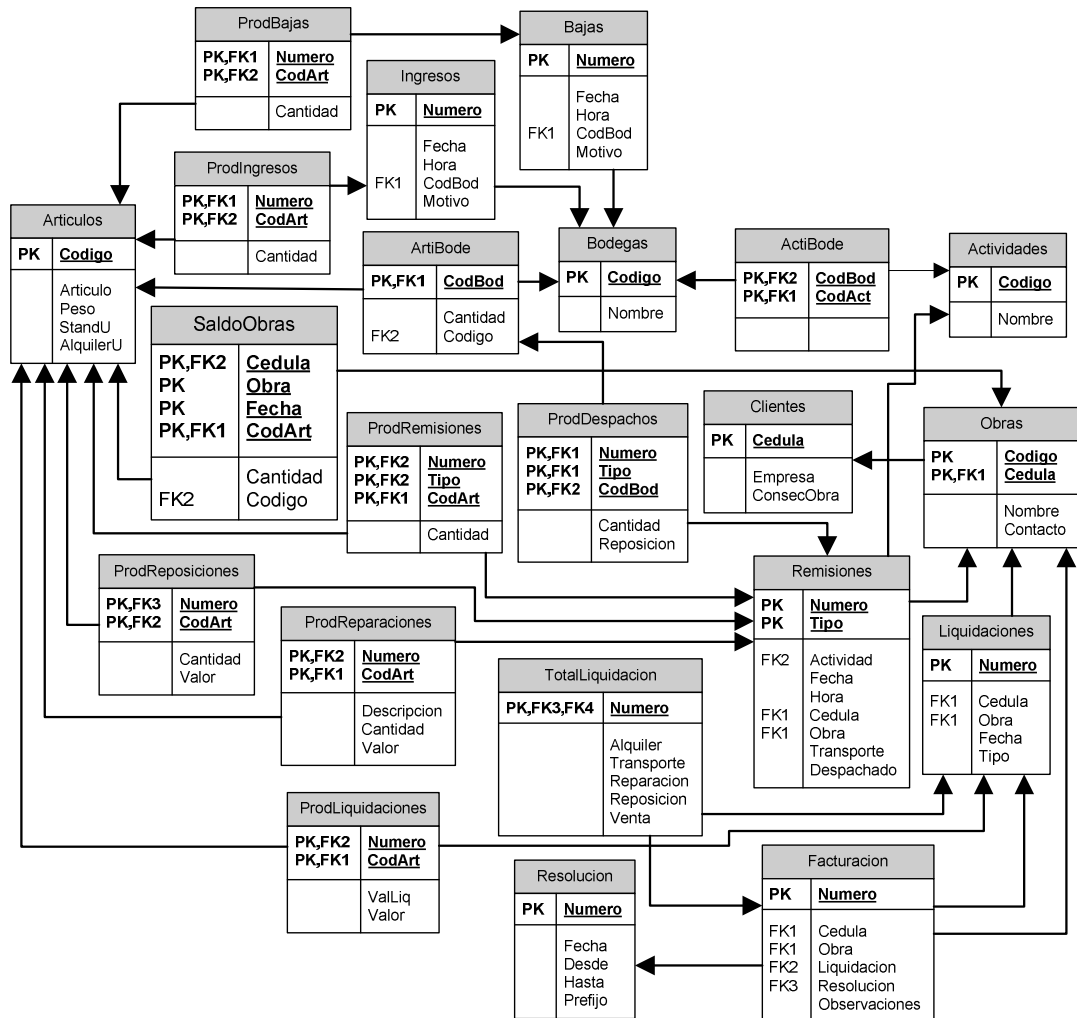 ProdBajas
PK,FK1 Numero
PK,FK2 CodArt
Cantidad
Bajas
PK Numero
Fecha
Hora
FK1 CodBod
Motivo
Ingresos
PK Numero
Fecha
Hora
FK1 CodBod
Motivo
ProdIngresos
PK,FK1 Numero
PK,FK2 CodArt
Cantidad
Articulos
PK Codigo
Articulo
Peso
StandU
AlquilerU
ArtiBode
PK,FK1 CodBod
Cantidad
FK2 Codigo
Bodegas
PK Codigo
Nombre
ActiBode
PK,FK2 CodBod
PK,FK1 CodAct
Actividades
PK Codigo
Nombre
SaldoObras
PK,FK2 Cedula
PK Obra
PK Fecha
PK,FK1 CodArt
Cantidad
FK2 Codigo
ProdRemisiones
PK,FK2 Numero
PK,FK2 Tipo
PK,FK1 CodArt
Cantidad
ProdDespachos
PK,FK1 Numero
PK,FK1 Tipo
PK,FK2 CodBod
Cantidad
Reposicion
Clientes
PK Cedula
Empresa
ConsecObra
Obras
PK Codigo
PK,FK1 Cedula
Nombre
Contacto
ProdReposiciones
PK,FK3 Numero
PK,FK2 CodArt
Cantidad
Valor
ProdReparaciones
PK,FK2 Numero
PK,FK1 CodArt
Descripcion
Cantidad
Valor
Remisiones
PK Numero
PK Tipo
FK2 Actividad
Fecha
Hora
FK1 Cedula
FK1 Obra
Transporte
Despachado
Liquidaciones
PK Numero
FK1 Cedula
FK1 Obra
Fecha
Tipo
TotalLiquidacion
PK,FK3,FK4 Numero
Alquiler
Transporte
Reparacion
Reposicion
Venta
ProdLiquidaciones
PK,FK2 Numero
PK,FK1 CodArt
ValLiq
Valor
Resolucion
PK Numero
Fecha
Desde
Hasta
Prefijo
Facturacion
PK Numero
FK1 Cedula
FK1 Obra
FK2 Liquidacion
FK3 Resolucion
Observaciones